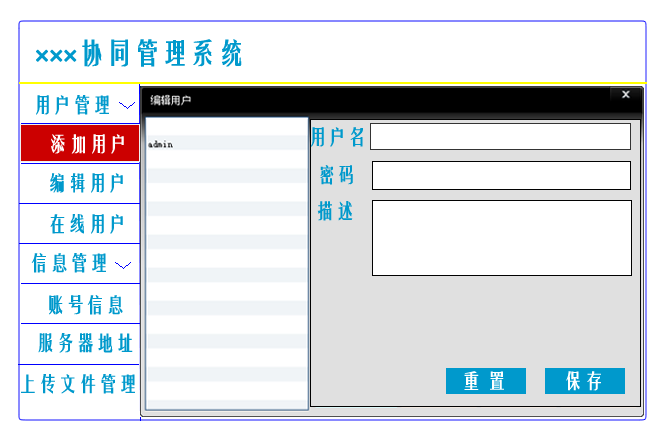 ×××协同管理系统
用户管理
添加用户
编辑用户
在线用户
信息管理
账号信息
服务器地址
上传文件管理
编辑用户
x
admin
用户名
密码
描述
重置
保存